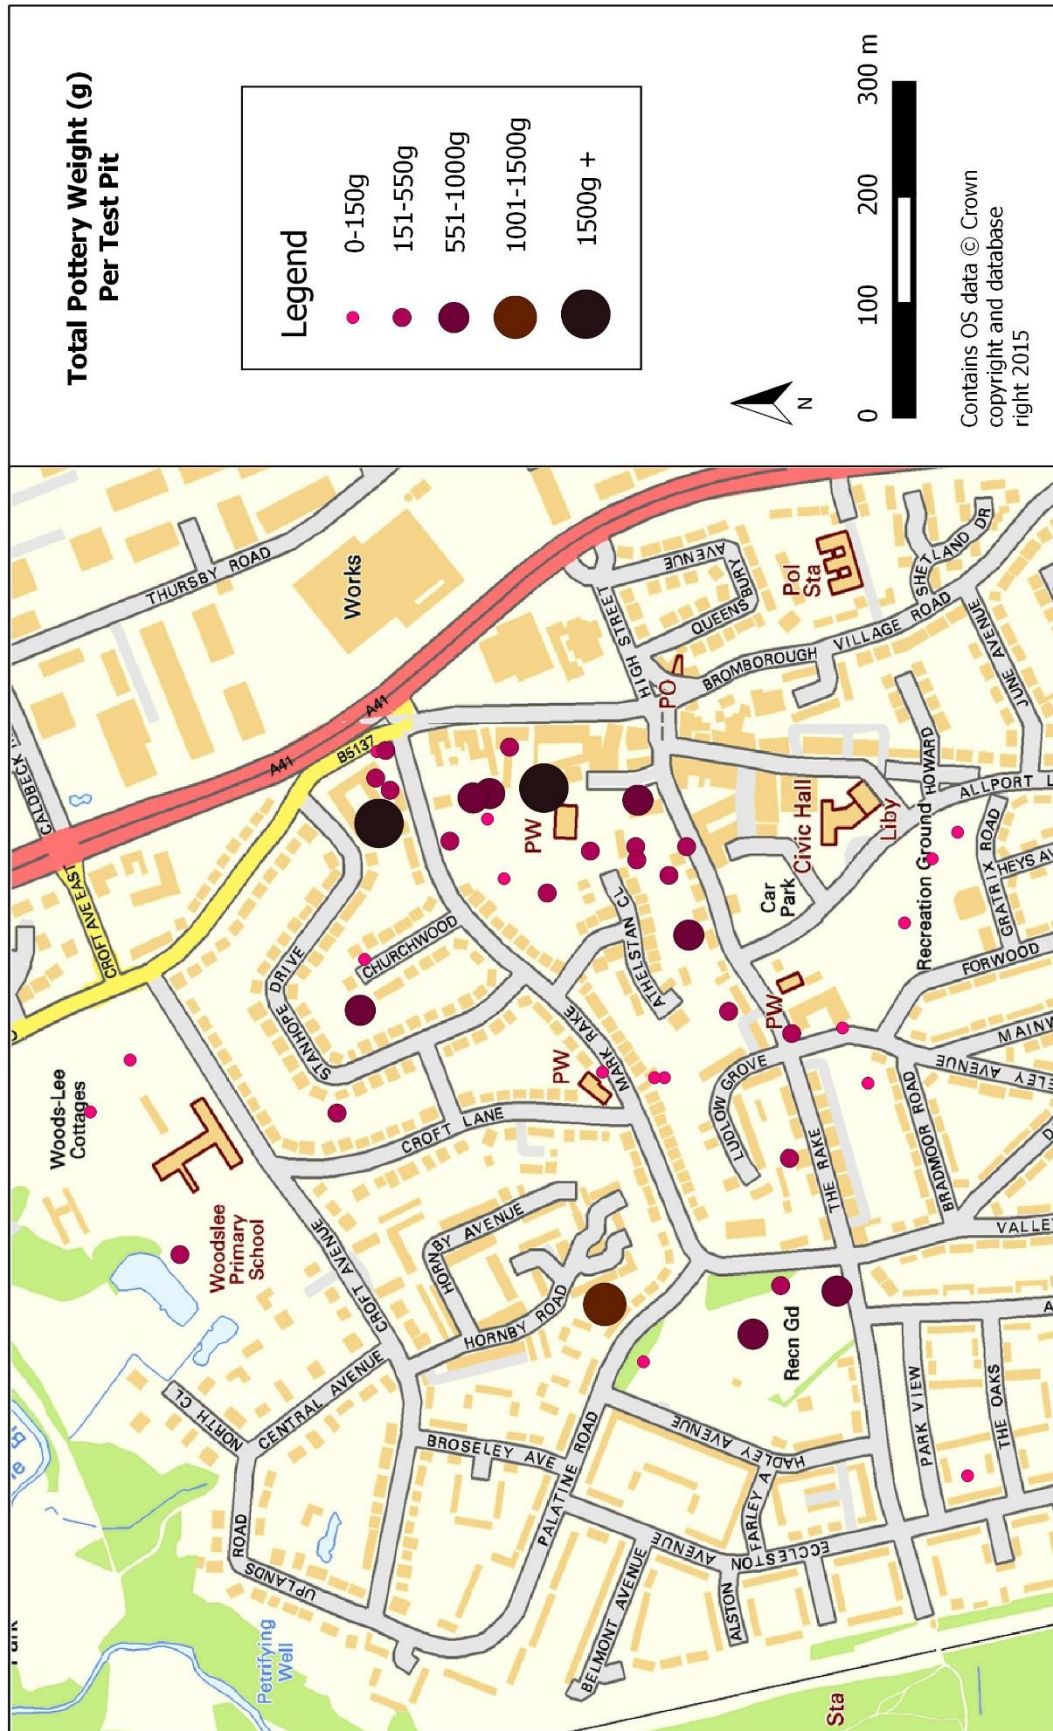 Total Pottery Weight (g)
Per Test Pit
Legend
0-150g
151-550g
551-1000g
1001-1500g
1500g +
N
0
100
200
300 m
Contains OS data © Crown
copyright and database
right 2015
THURSBY ROAD
Works
A41
A41
B5137
CROFT AVE EAST
STANHOPE DRIVE
CHURCHWOOD
Woods-Lee
Cottages
Woodslee
Primary
School
CROFT AVENUE
CROFT LANE
MARK RAKE
PW
PW
PW
HIGH STREET
PO
QUEENSBURY
AVENUE
Pol
Sta
SHETLAND DR
BROMBOROUGH
VILLAGE ROAD
JUNE AVENUE
HOWARD
ALLPORT
Civic Hall
Liby
Car
Park
Recreation Ground
GRATRIX ROAD
HEYS
FORWOOD
ATHELSTAN CL
LUDLOW GROVE
THE RAKE
BRADMOOR ROAD
AVENUE
VALLEY
HORNBY AVENUE
HORNBY ROAD
CENTRAL AVENUE
NORTH CL
UPLANDS
ROAD
BROSELEY AVE
PALATINE ROAD
Recn Gd
HADLEY AVENUE
FARLEY A
ECCLESTON
AVENUE
ALSTON
BELMONT AVENUE
PARK VIEW
THE OAKS
Petrifying
Well
Sta